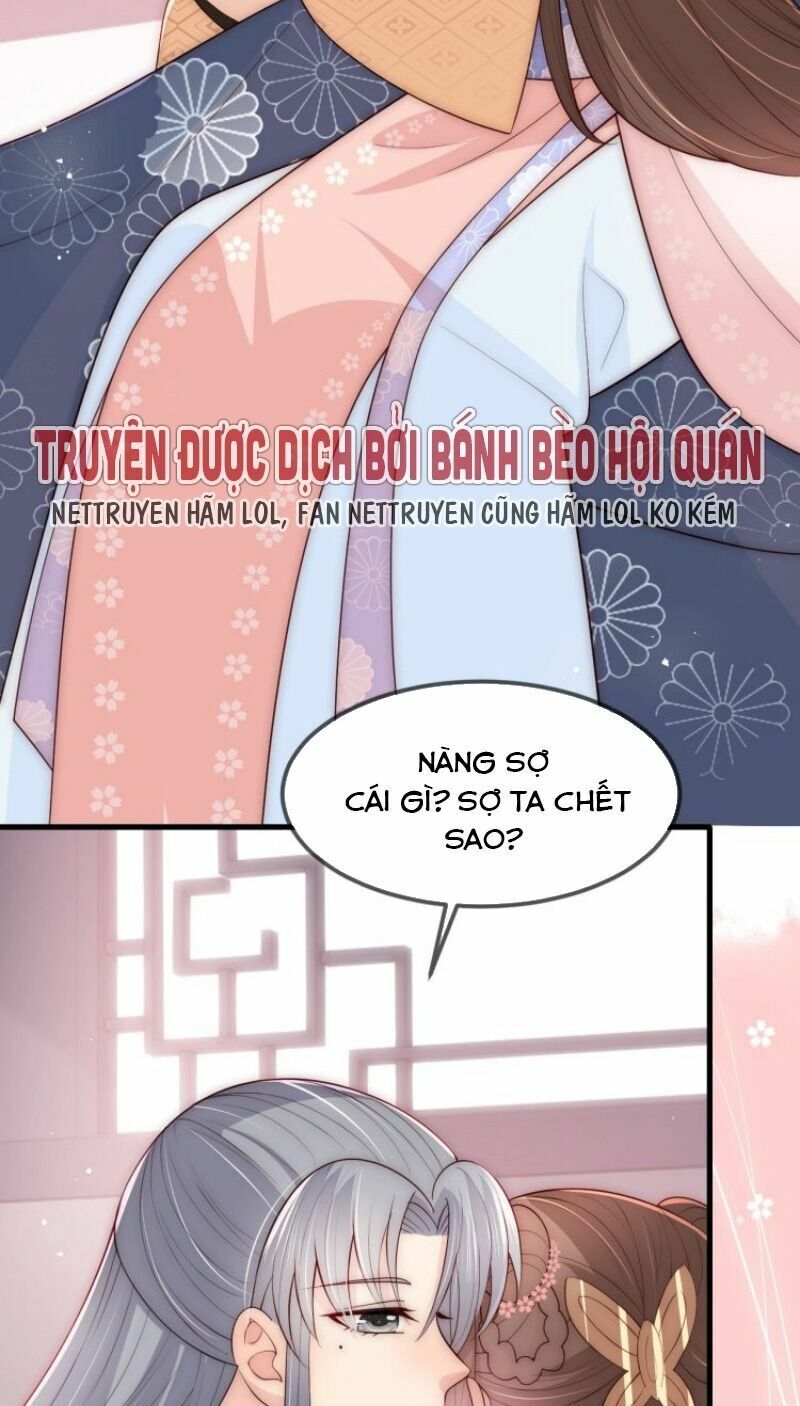 TRUYỆN ĐƯỢC DỊCH BỞI BÁNH BÈO HỘI QUÁN
NETTRUYEN HÃM LOL, FAN NETTRUYEN CŨNG HÃM LOL KO KÉM
NÀNG SỢ
CÁI GÌ? SỢ TA CHẾT
SAO?